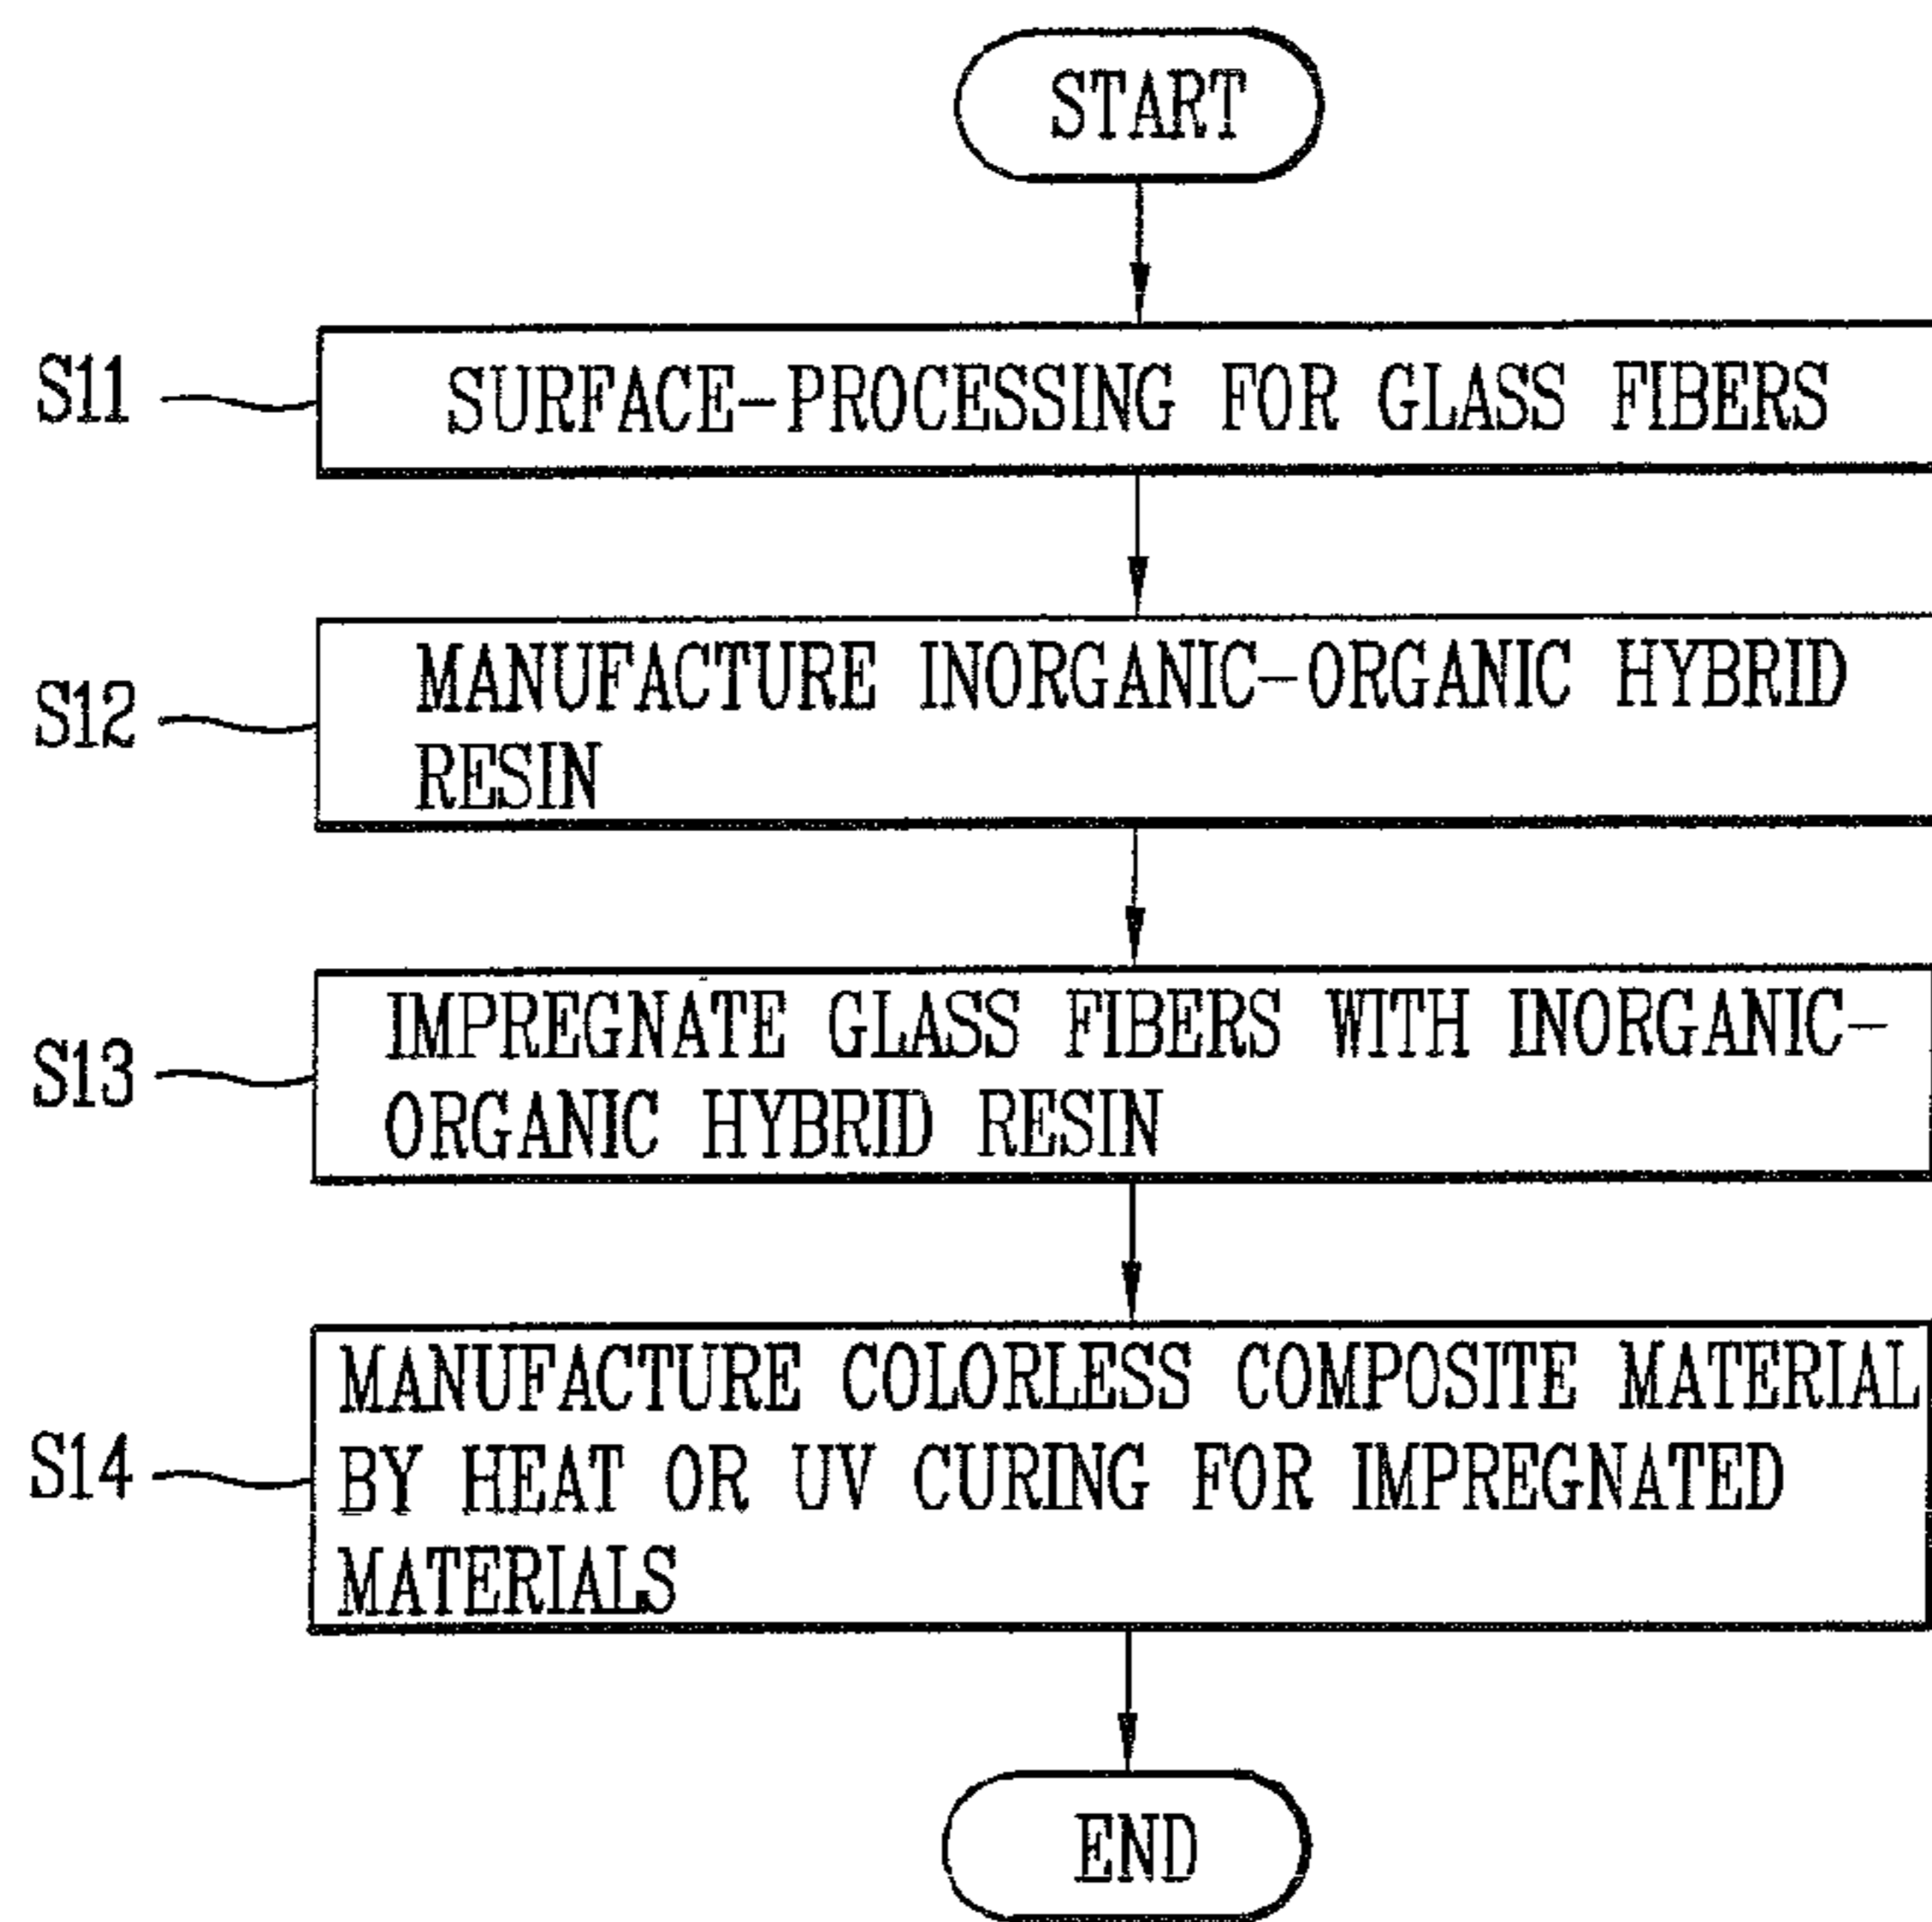 START
S11
SURFACE-PROCESSING FOR GLASS FIBERS
S12
MANUFACTURE INORGANIC-ORGANIC HYBRID
RESIN
S13
IMPREGNATE GLASS FIBERS WITH INORGANIC-
ORGANIC HYBRID RESIN
S14
MANUFACTURE COLORLESS COMPOSITE MATERIAL
BY HEAT OR UV CURING FOR IMPREGNATED
MATERIALS
END